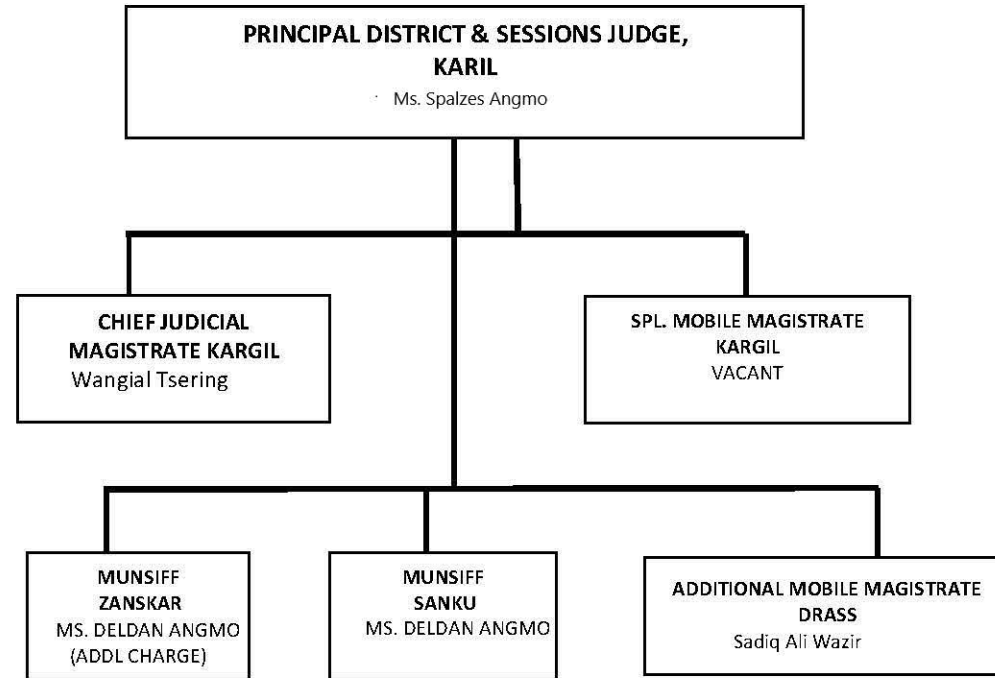 PRINCIPAL DISTRICT & SESSIONS JUDGE,
KARIL
Ms. Spalzes Angmo
CHIEF JUDICIAL
MAGISTRATE KARGIL
Wangial Tsering
SPL. MOBILE MAGISTRATE
KARGIL
VACANT
MUNSIFF
ZANSKAR
MS. DELDAN ANGMO
(ADDL CHARGE)
MUNSIFF
SANKU
MS. DELDAN ANGMO
ADDITIONAL MOBILE MAGISTRATE
DRASS
Sadiq Ali Wazir